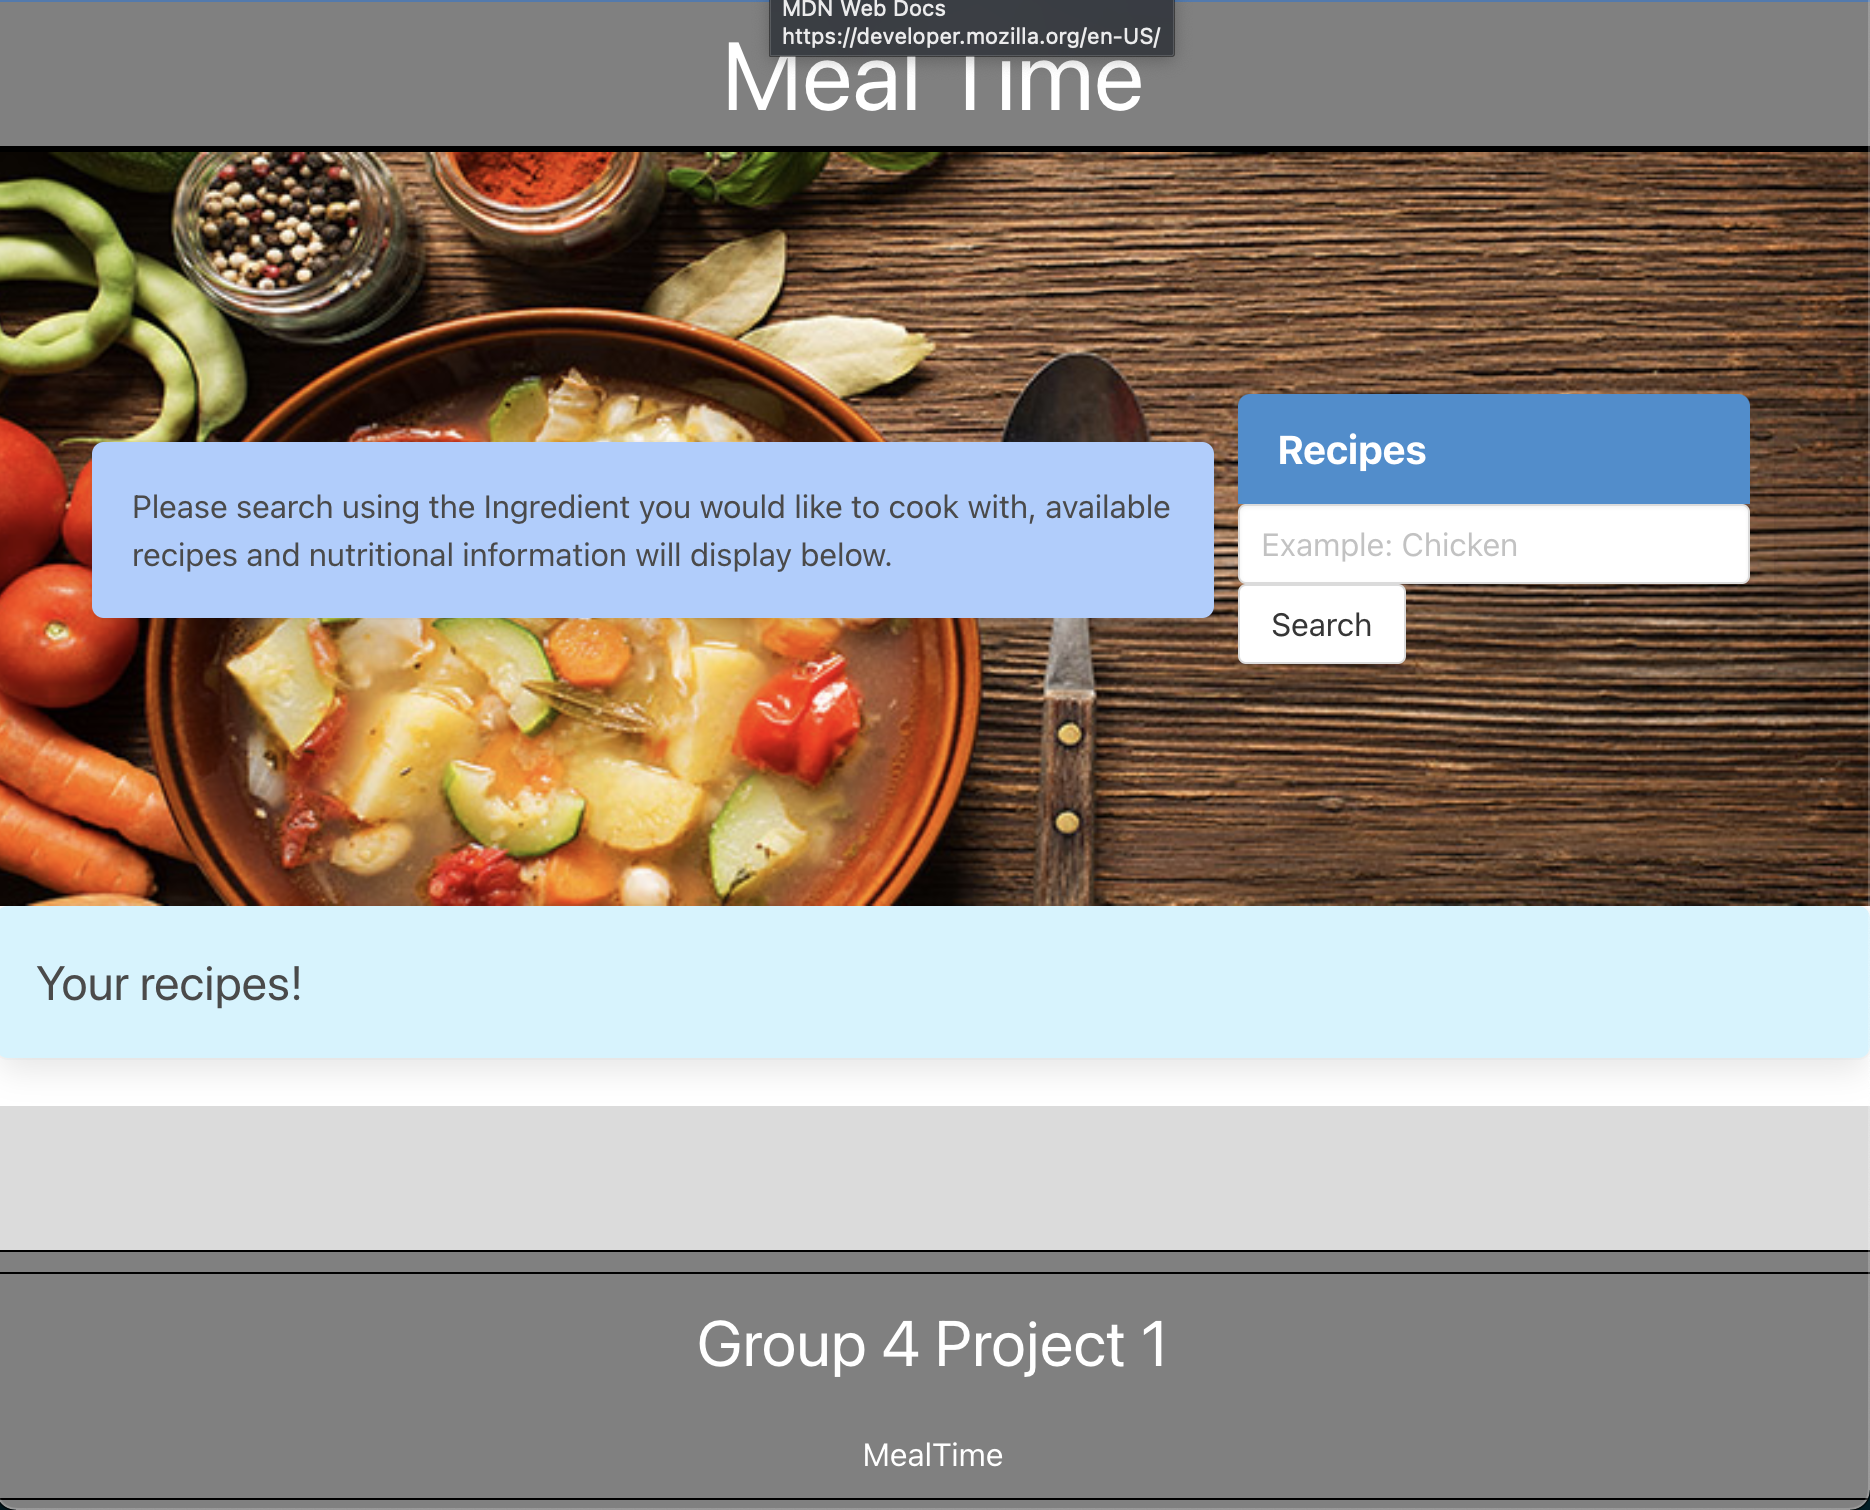 MDN Web Docs
https://developer.mozilla.org/en-US/
Meal Time
Recipes
Please search using the Ingredient you would like to cook with, available
recipes and nutritional information will display below.
Example: Chicken
Search
Your recipes!
Group 4 Project 1
MealTime